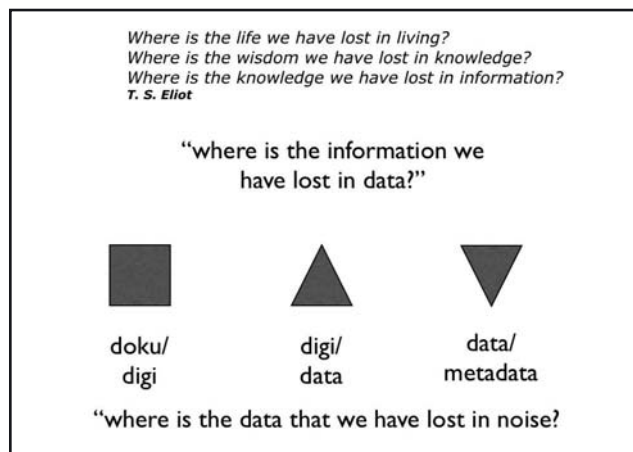 Where is the life we have lost in living?
Where is the wisdom we have lost in knowledge?
Where is the knowledge we have lost in information?
T. S. Eliot
“where is the information we
have lost in data?”
doku/
digi
digi/
data
data/
metadata
“where is the data that we have lost in noise?